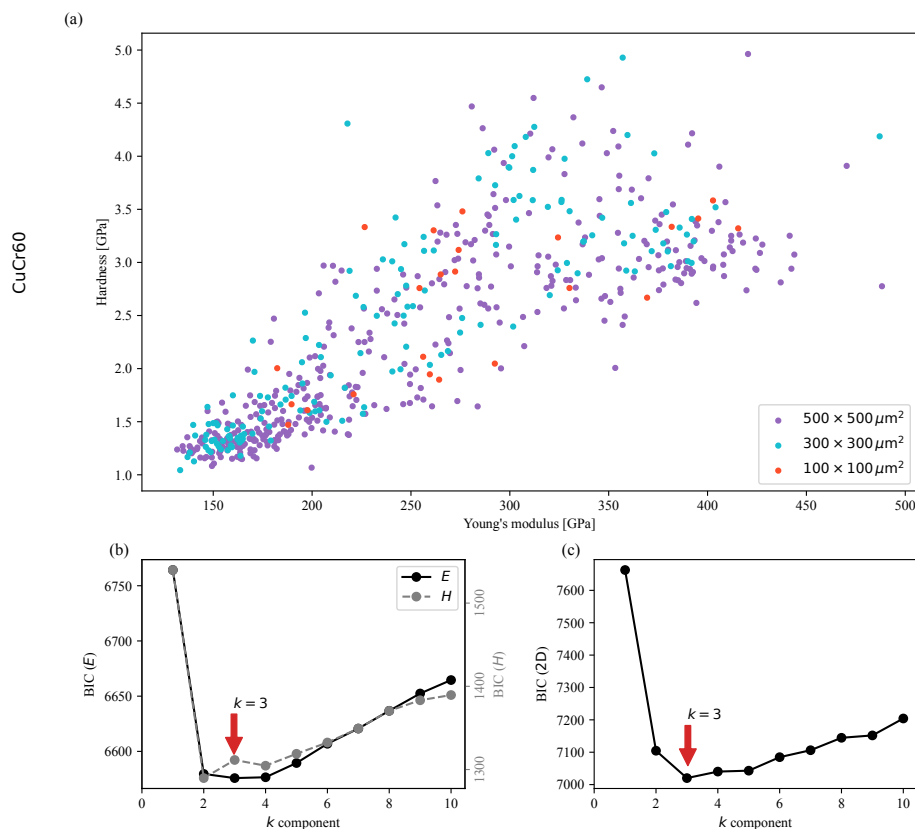 (a)
CuCr60
Hardness [GPa]
5.0
4.5
4.0
3.5
3.0
2.5
2.0
1.5
1.0
500 × 500 μm²
300 × 300 μm²
100 × 100 μm²
150 200 250 300 350 400 450 500
Young's modulus [GPa]
(b)
BIC (E)
6750
6700
6650
6600
E
H
k = 3
1500
1400
1300
BIC (H)
0 2 4 6 8 10
k component
(c)
BIC (2D)
7600
7500
7400
7300
7200
7100
7000
k = 3
0 2 4 6 8 10
k component